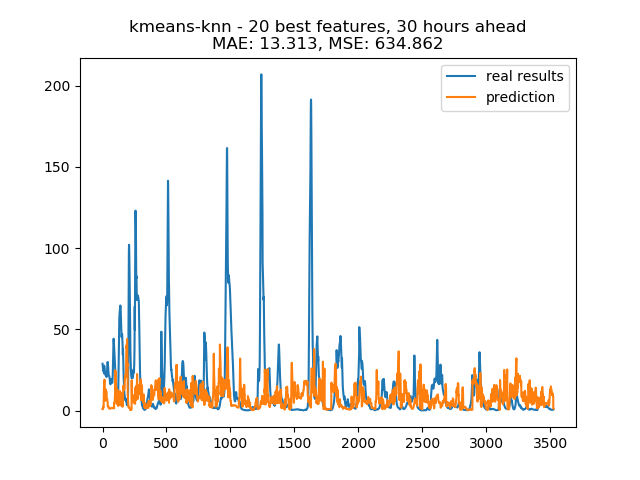 kmeans-knn - 20 best features, 30 hours ahead
MAE: 13.313, MSE: 634.862
real results
prediction
200
150
100
50
0
0 500 1000 1500 2000 2500 3000 3500